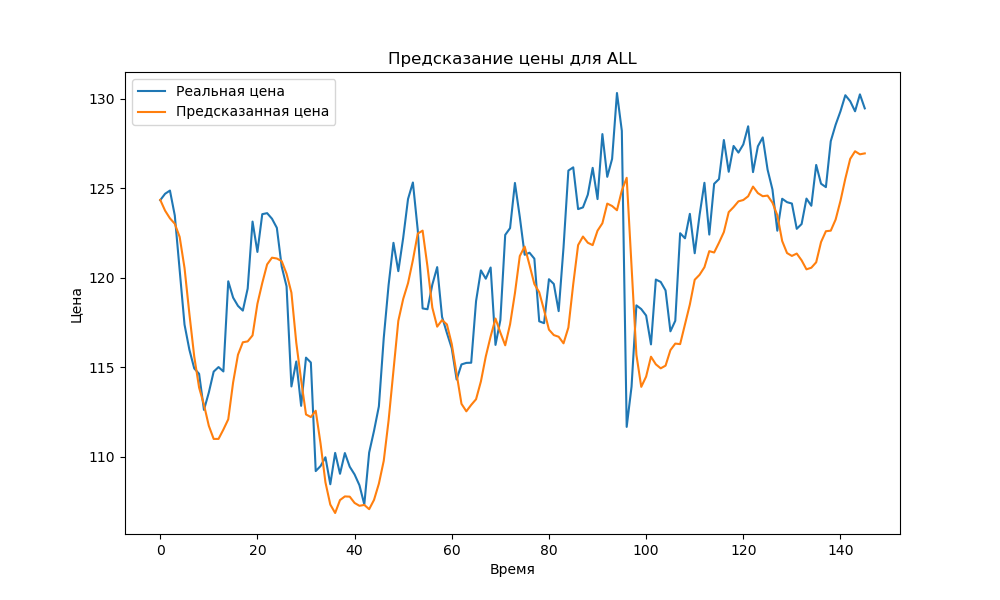 Предсказание цены для ALL
Реальная цена
Предсказанная цена
130
125
120
115
110
Цена
0 20 40 60 80 100 120 140
Время